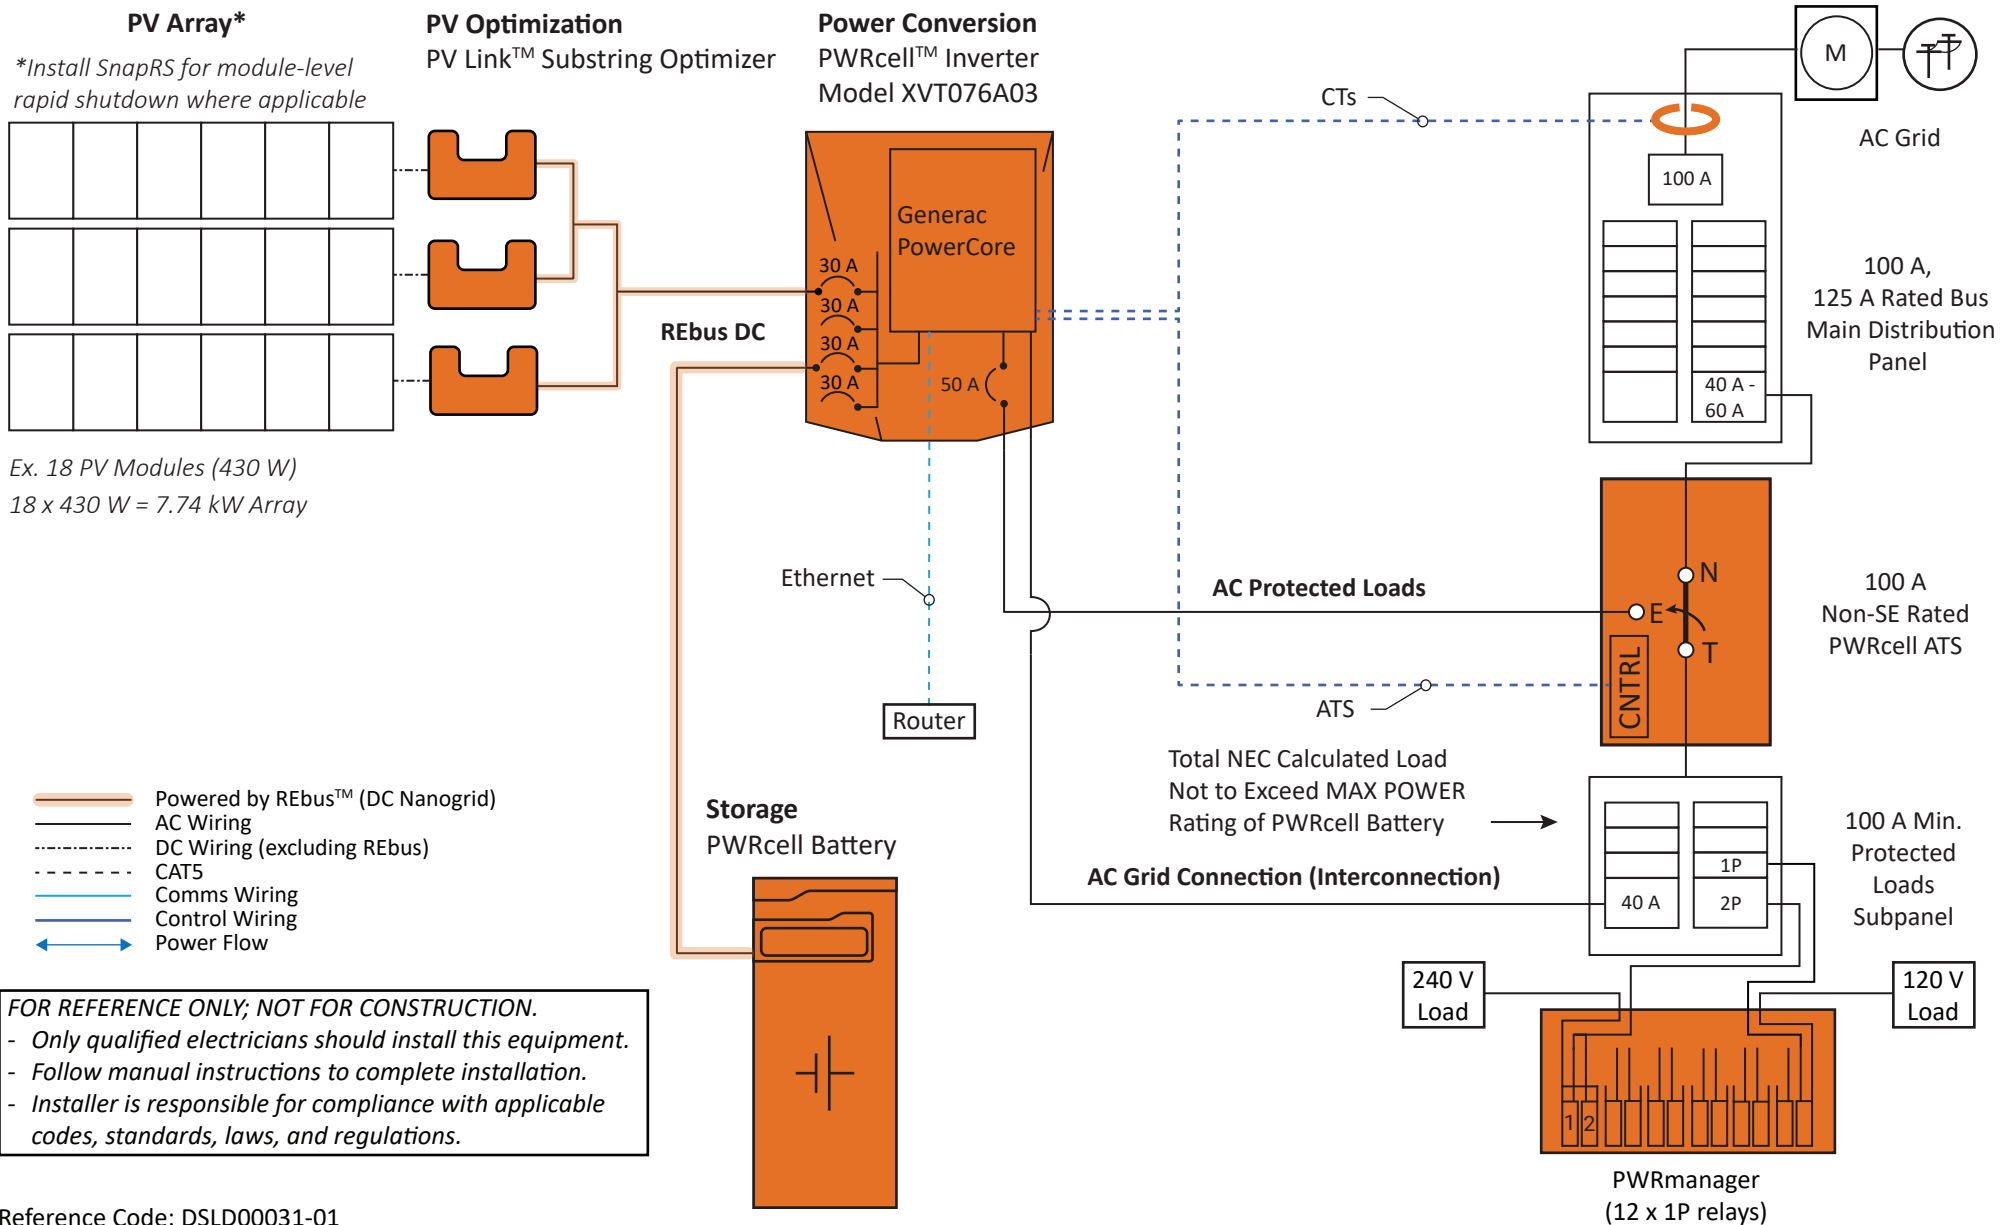 PV Array*
*Install SnapRS for module-level
rapid shutdown where applicable
PV Optimization
PV Link™ Substring Optimizer
Power Conversion
PWRcell™ Inverter
Model XVT076A03
Generac
PowerCore
30 A
30 A
30 A
30 A
50 A
REbus DC
Ex. 18 PV Modules (430 W)
18 x 430 W = 7.74 kW Array
CTs
M
AC Grid
100 A
100 A,
125 A Rated Bus
Main Distribution
Panel
40 A -
60 A
Ethernet
Router
AC Protected Loads
N
E
T
CNTRL
100 A
Non-SE Rated
PWRcell ATS
ATS
Total NEC Calculated Load
Not to Exceed MAX POWER
Rating of PWRcell Battery
AC Grid Connection (Interconnection)
1P
40 A
2P
100 A Min.
Protected
Loads
Subpanel
Powered by REbus™ (DC Nanogrid)
AC Wiring
DC Wiring (excluding REbus)
CAT5
Comms Wiring
Control Wiring
Power Flow
Storage
PWRcell Battery
240 V
Load
120 V
Load
1
2
PWRmanager
(12 x 1P relays)
FOR REFERENCE ONLY; NOT FOR CONSTRUCTION.
- Only qualified electricians should install this equipment.
- Follow manual instructions to complete installation.
- Installer is responsible for compliance with applicable
codes, standards, laws, and regulations.
Reference Code: DSLD00031-01